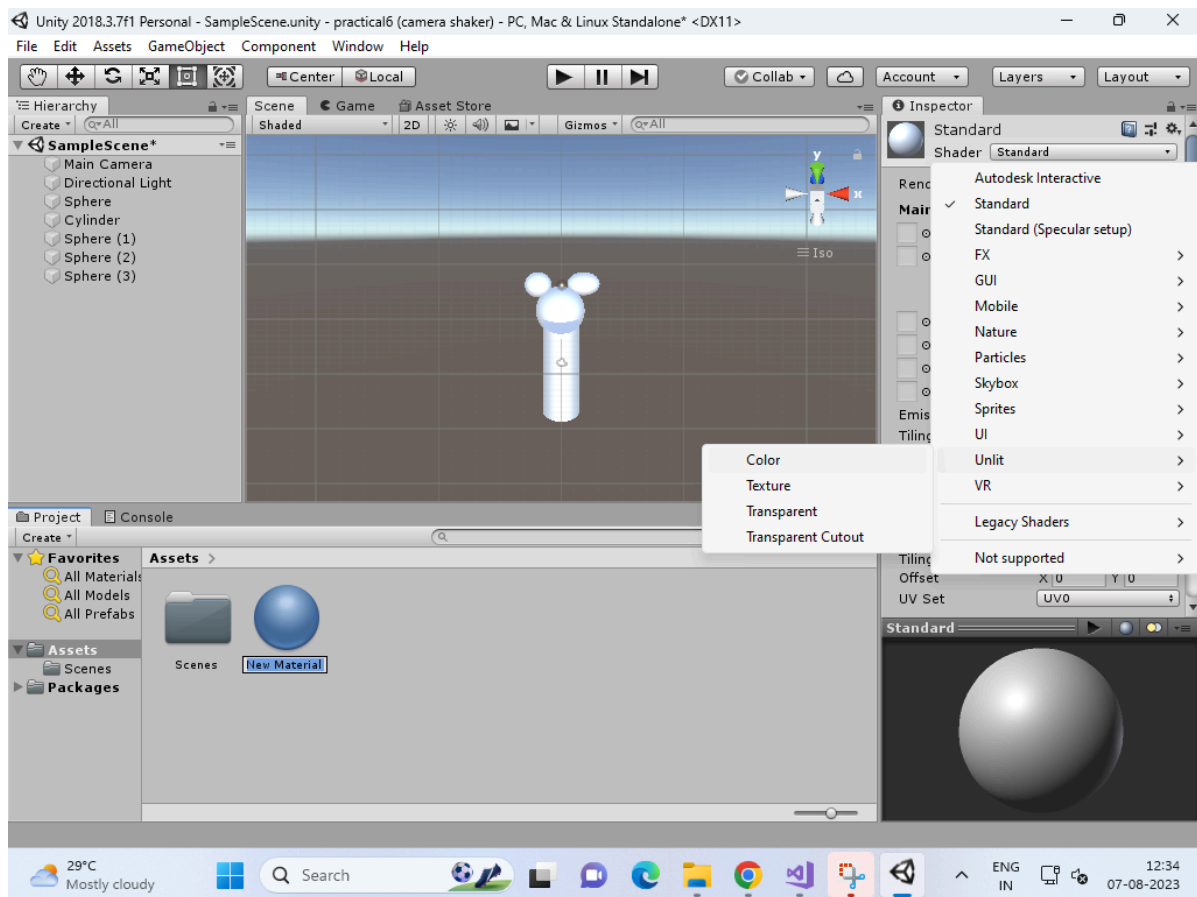 Unity 2018.3.7f1 Personal - SampleScene.unity - practical6 (camera shaker) - PC, Mac & Linux Standalone* <DX11>
File Edit Assets GameObject Component Window Help
Center Local Collab Account Layers Layout
Hierarchy
Create All
SampleScene*
Main Camera
Directional Light
Sphere
Cylinder
Sphere (1)
Sphere (2)
Sphere (3)
Scene Game Asset Store
Shaded 2D Gizmos All
y
x
Iso
Inspector
Standard
Shader Standard
Renc
Main
Emis
Tiling
Autodesk Interactive
Standard
Standard (Specular setup)
FX
GUI
Mobile
Nature
Particles
Skybox
Sprites
UI
Unlit
VR
Legacy Shaders
Not supported
Color
Texture
Transparent
Transparent Cutout
Tiling
Offset X 0 Y 0
UV Set UV0
Standard
Project Console
Create
Favorites
All Materials
All Models
All Prefabs
Assets
Scenes
Packages
Assets >
Scenes
New Material
29°C
Mostly cloudy
Search
ENG
IN
12:34
07-08-2023